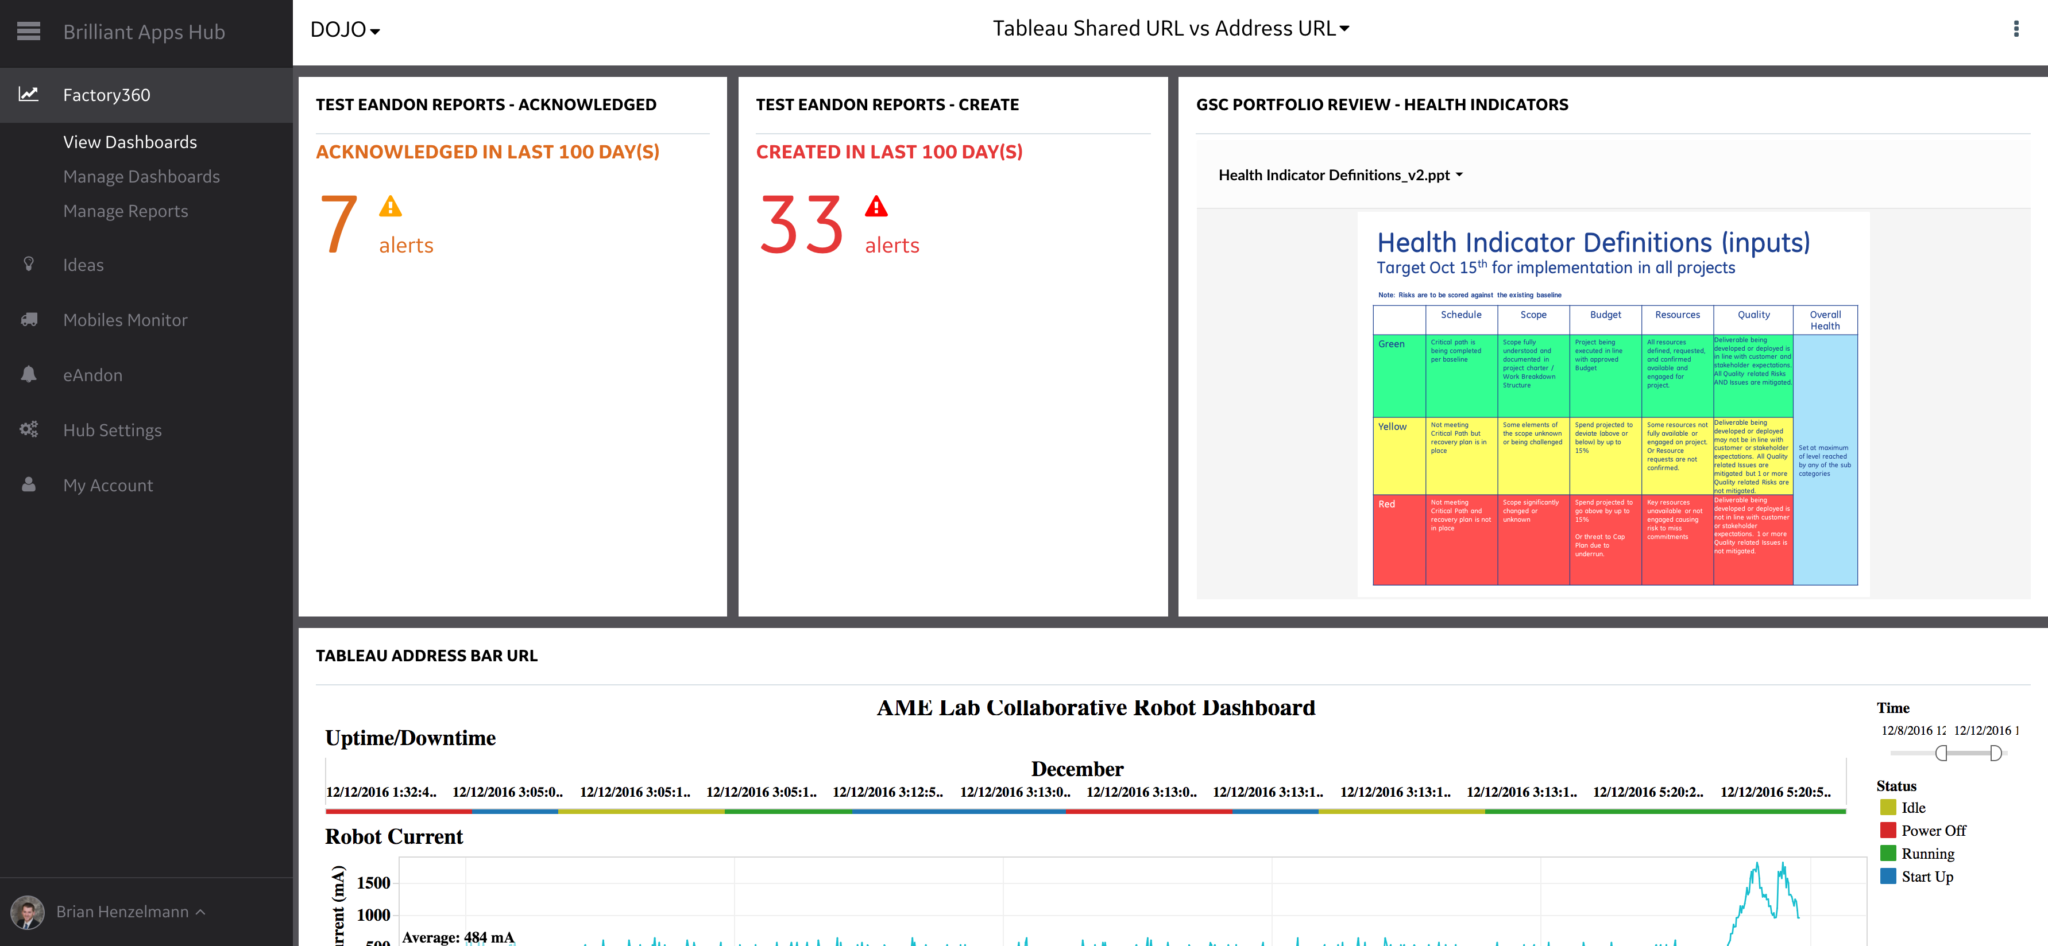 Brilliant Apps Hub
DOJO
Tableau Shared URL vs Address URL
Factory360
View Dashboards
Manage Dashboards
Manage Reports
Ideas
Mobiles Monitor
eAndon
Hub Settings
My Account
Brian Henzelmann
TEST EANDON REPORTS - ACKNOWLEDGED
ACKNOWLEDGED IN LAST 100 DAY(S)
7
alerts
TEST EANDON REPORTS - CREATE
CREATED IN LAST 100 DAY(S)
33
alerts
GSC PORTFOLIO REVIEW - HEALTH INDICATORS
Health Indicator Definitions_v2.ppt
Health Indicator Definitions (inputs)
Target Oct 15th for implementation in all projects
Note: Risks are to be scored against the existing baseline
Schedule
Scope
Budget
Resources
Quality
Overall
Health
Green
Critical path is
being completed
per baseline
Scope fully
understood and
documented in
project charter /
Work Breakdown
Structure
Project being
executed in line
with approved
Budget
All resources
defined, requested,
and confirmed
available and
engaged for
project.
Deliverable being
developed or deployed is
in line with customer and
stakeholder expectations.
All Quality related Risks
AND Issues are mitigated.
Yellow
Not meeting
Critical Path but
recovery plan is in
place
Some elements of
the scope unknown
or being challenged
Spend projected to
deviate (above or
below) by up to
15%
Some resources not
fully available or
engaged on project.
Or Resource
requests are not
confirmed.
Deliverable being
developed or deployed
may not be in line with
customer or stakeholder
expectations. All Quality
related Issues are
mitigated but 1 or more
Quality related Risks are
not mitigated.
Set at maximum
of level reached
by any of the sub
categories
Red
Not meeting
Critical Path and
recovery plan is not
in place
Scope significantly
changed or
unknown
Spend projected to
go above by up to
15%
Or threat to Cap
Plan due to
underrun.
Key resources
unavailable or not
engaged causing
risk to miss
commitments
Deliverable being
developed or deployed is
not in line with customer
or stakeholder
expectations. 1 or more
Quality related Issues is
not mitigated.
TABLEAU ADDRESS BAR URL
AME Lab Collaborative Robot Dashboard
Uptime/Downtime
December
12/12/2016 1:32:4.. 12/12/2016 3:05:0.. 12/12/2016 3:05:1.. 12/12/2016 3:05:1.. 12/12/2016 3:12:5.. 12/12/2016 3:13:0.. 12/12/2016 3:13:0.. 12/12/2016 3:13:1.. 12/12/2016 3:13:1.. 12/12/2016 3:13:1.. 12/12/2016 5:20:2.. 12/12/2016 5:20:5..
Robot Current
1500
1000
500
rrent (mA)
Average: 484 mA
Time
12/8/2016 12 12/12/2016 1
Status
Idle
Power Off
Running
Start Up